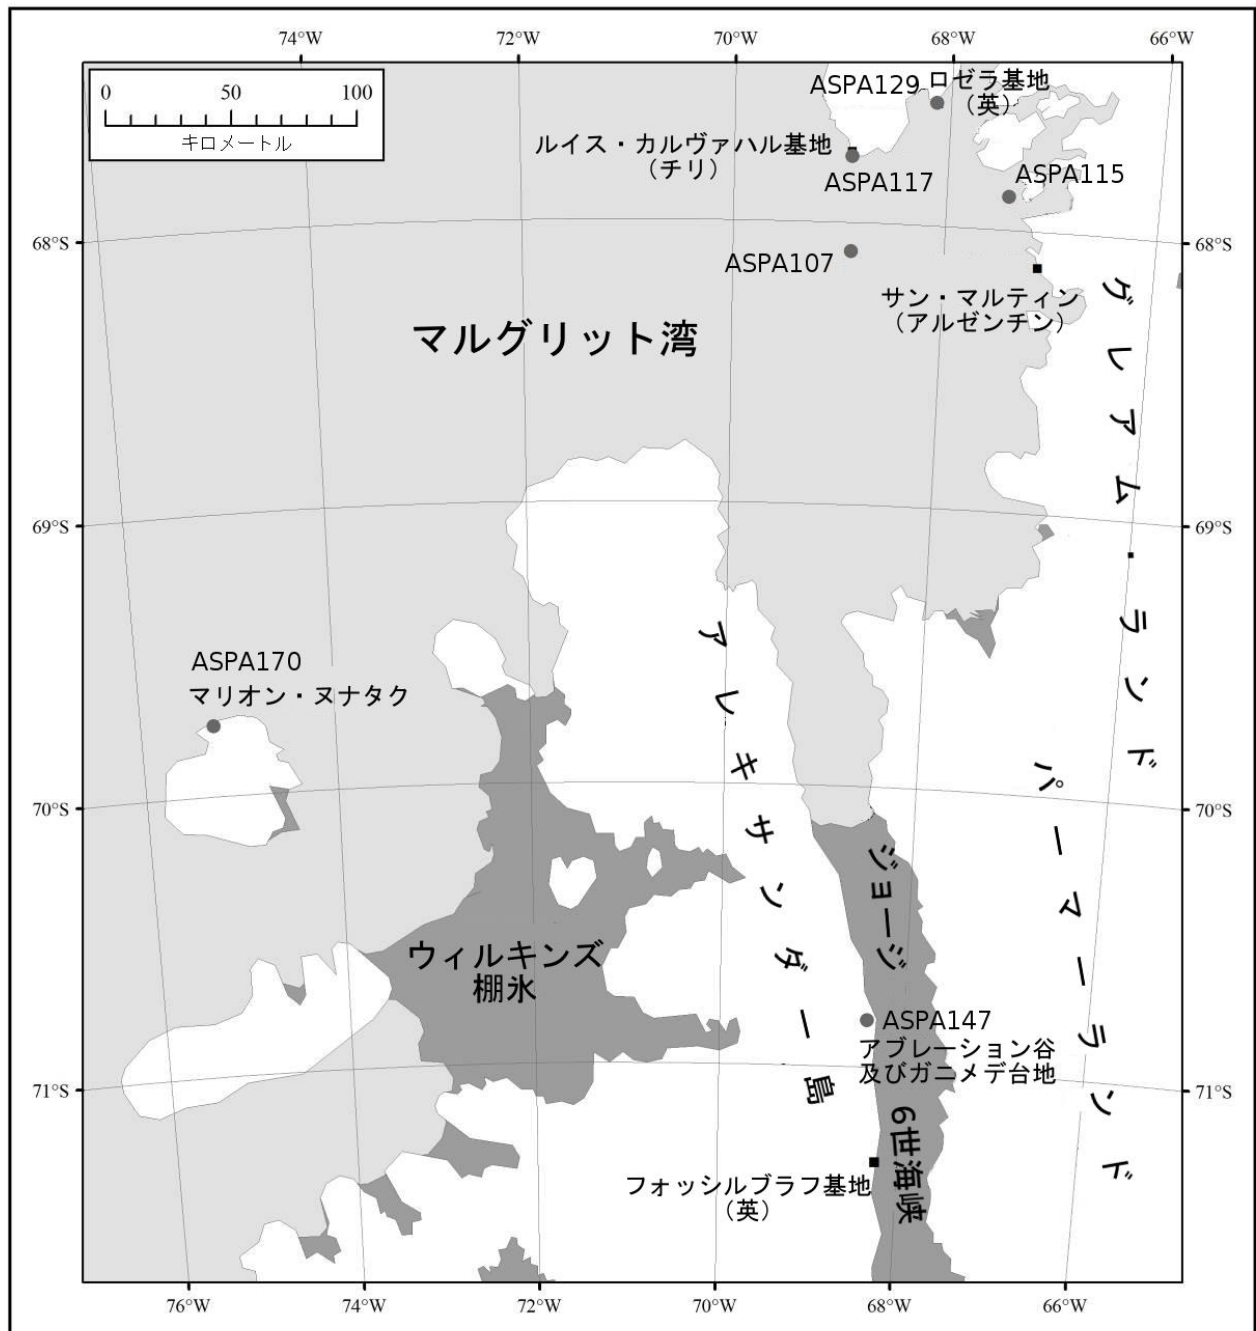 74°W
72°W
70°W
68°W
66°W
0
50
100
キロメートル
ASPA129
ロゼラ基地
（英）
ルイス・カルヴァハル基地
（チリ）
ASPA117
ASPA115
68°S
68°S
ASPA107
サン・マルティン
（アルゼンチン）
マルグリット湾
グレアム・ランド
69°S
69°S
ASPA170
マリオン・ヌナタク
アレキサンダー島
パーマーランド
70°S
70°S
ジョージ
6世海峡
ウィルキンズ
棚氷
ASPA147
アブレーション谷
及びガニメデ台地
71°S
71°S
フォッシルブラフ基地
（英）
76°W
74°W
72°W
70°W
68°W
66°W